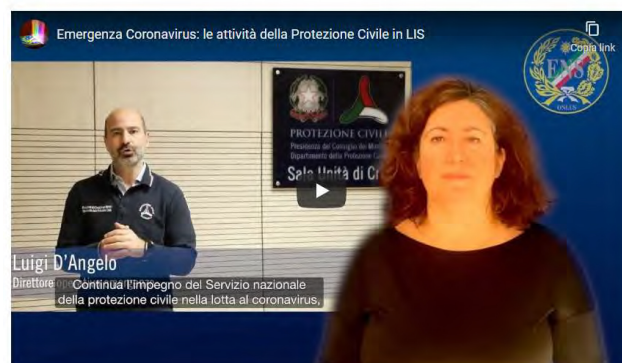 Emergenza Coronavirus: le attività della Protezione Civile in LIS
Copia link
ENS
PROTEZIONE CIVILE
Presidenza del Consiglio dei Ministri
Dipartimento della Protezione Civile
Sala Unità di Cr
Luigi D'Angelo
Direttore
Continua l'impegno del Servizio nazionale
della protezione civile nella lotta al coronavirus,